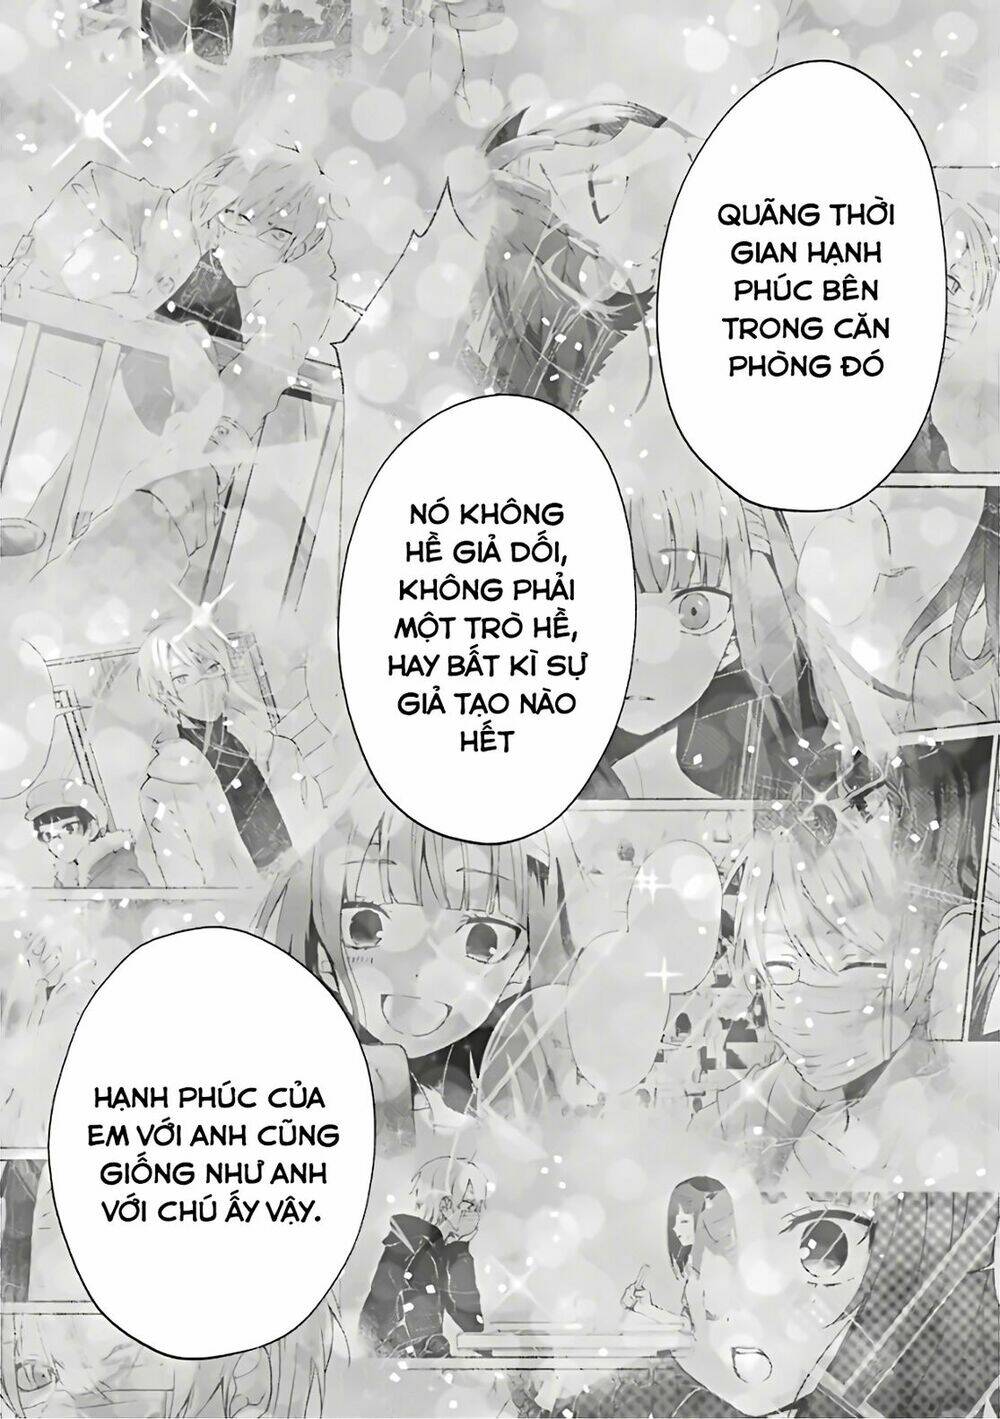 QUÃNG THỜI
GIAN HẠNH
PHÚC BÊN
TRONG CĂN
PHÒNG ĐÓ
NÓ KHÔNG
HỀ GIẢ DỐI,
KHÔNG PHẢI
MỘT TRÒ HỀ,
HAY BẤT KÌ SỰ
GIẢ TẠO NÀO
HẾT
HẠNH PHÚC CỦA
EM VỚI ANH CŨNG
GIỐNG NHƯ ANH
VỚI CHÚ ẤY VẬY.